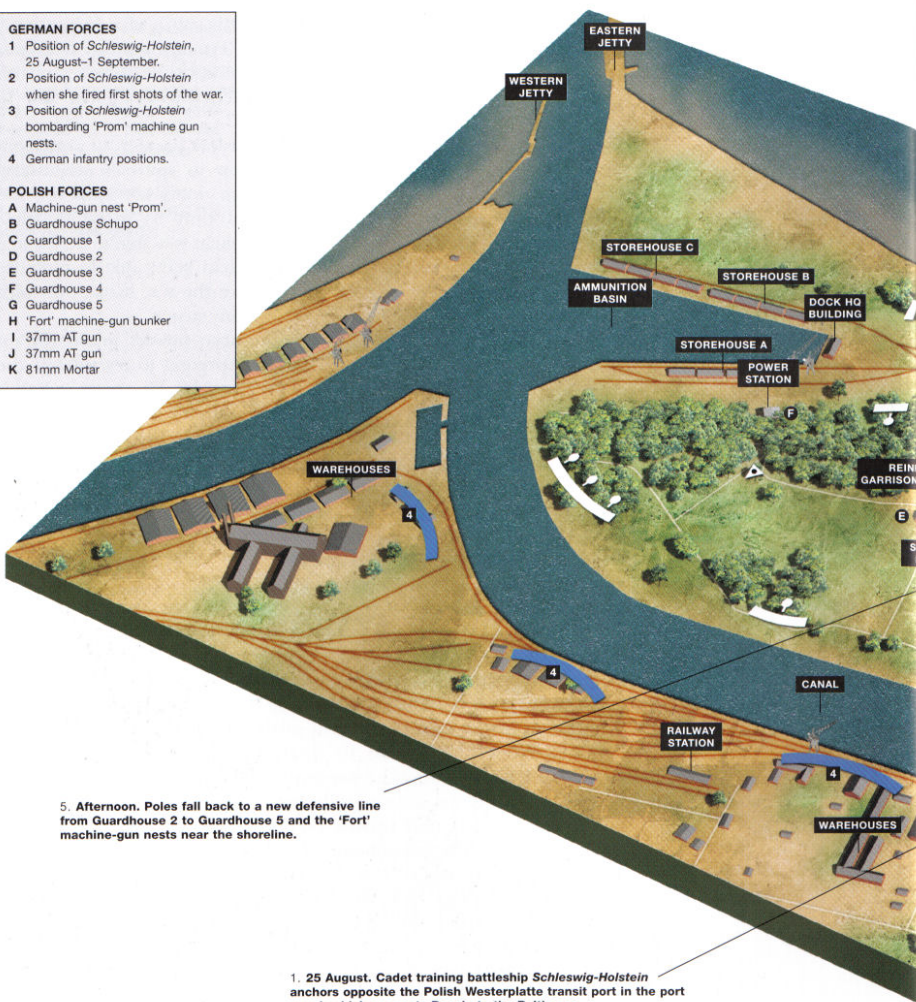 GERMAN FORCES
1 Position of Schleswig-Holstein,
25 August–1 September.
2 Position of Schleswig-Holstein
when she fired first shots of the war.
3 Position of Schleswig-Holstein
bombarding ‘Prom’ machine gun
nests.
4 German infantry positions.
POLISH FORCES
A Machine-gun nest ‘Prom’.
B Guardhouse Schupo
C Guardhouse 1
D Guardhouse 2
E Guardhouse 3
F Guardhouse 4
G Guardhouse 5
H ‘Fort’ machine-gun bunker
I 37mm AT gun
J 37mm AT gun
K 81mm Mortar
EASTERN
JETTY
WESTERN
JETTY
STOREHOUSE C
STOREHOUSE B
AMMUNITION
BASIN
DOCK HQ
BUILDING
STOREHOUSE A
POWER
STATION
F
WAREHOUSES
4
GARRISON
E
4
CANAL
RAILWAY
STATION
4
WAREHOUSES
5. Afternoon. Poles fall back to a new defensive line
from Guardhouse 2 to Guardhouse 5 and the ‘Fort’
machine-gun nests near the shoreline.
1. 25 August. Cadet training battleship Schleswig-Holstein
anchors opposite the Polish Westerplatte transit port in the port